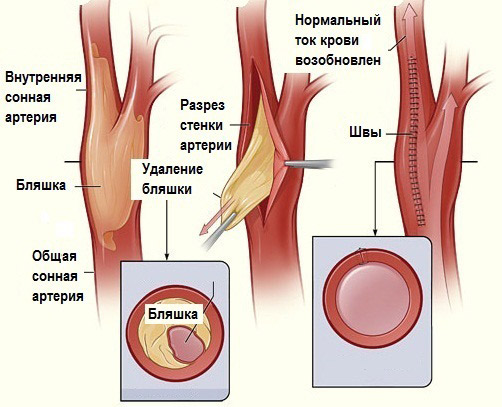 Внутренняя
сонная
артерия
Бляшка
Общая
сонная
артерия
Разрез
стенки
артерии
Удаление
бляшки
Бляшка
Нормальный
ток крови
возобновлен
Швы